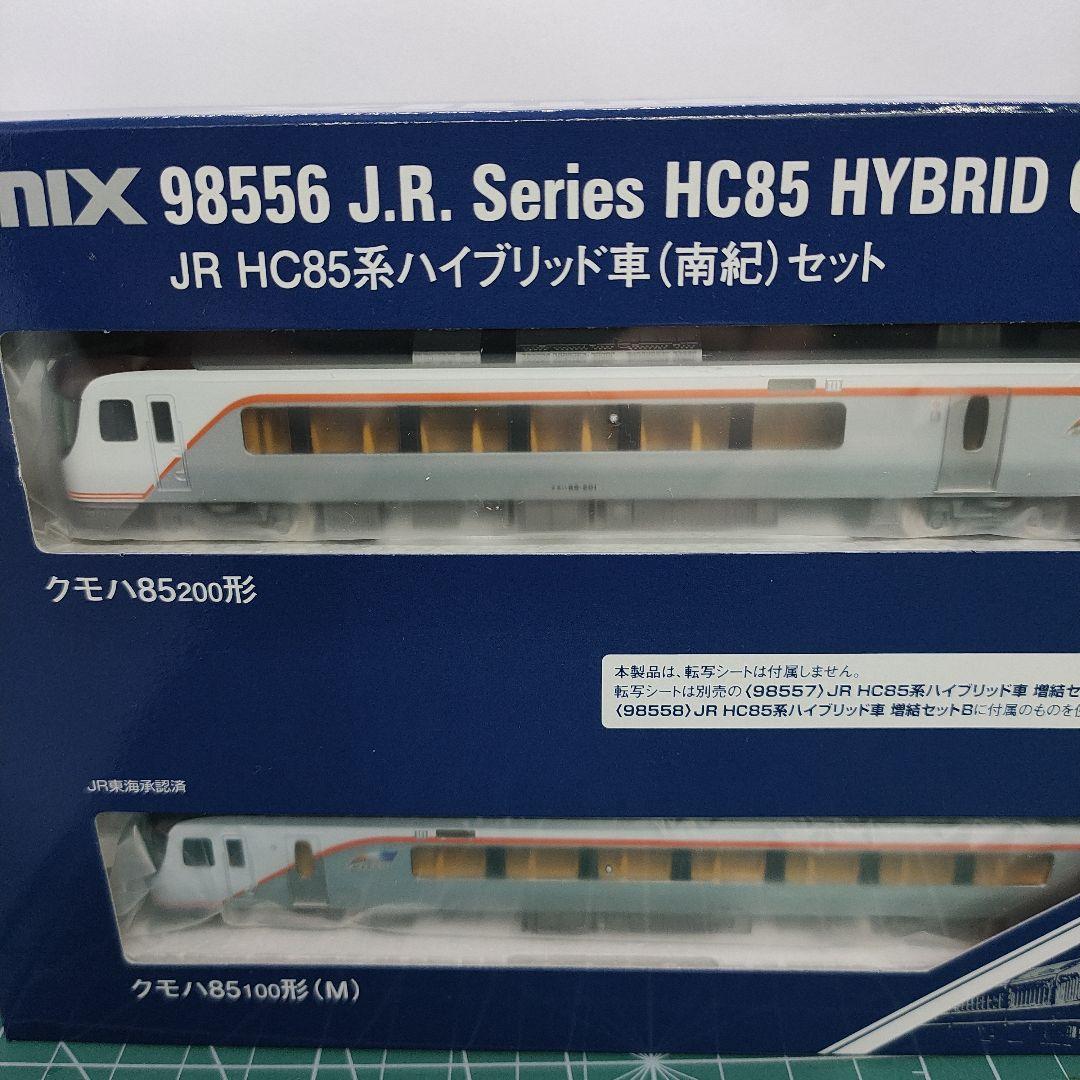 nix 98556 J.R. Series HC85 HYBRID
JR HC85系ハイブリッド車(南紀)セット
クモハ85200形
本製品は、転写シートは付属しません。
転写シートは別売の〈98557〉JR HC85系ハイブリッド車 増結セ
〈98558〉JR HC85系ハイブリッド車 増結セットBに付属のものを
JR東海承認済
クモハ85100形(M)